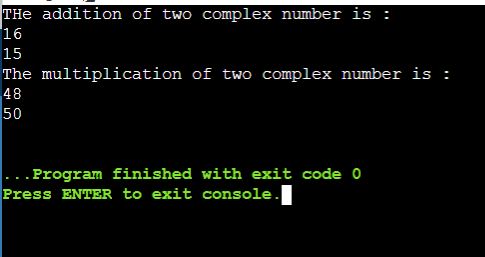 THe addition of two complex number is :
16
15
The multiplication of two complex number is :
48
50
...Program finished with exit code 0
Press ENTER to exit console.